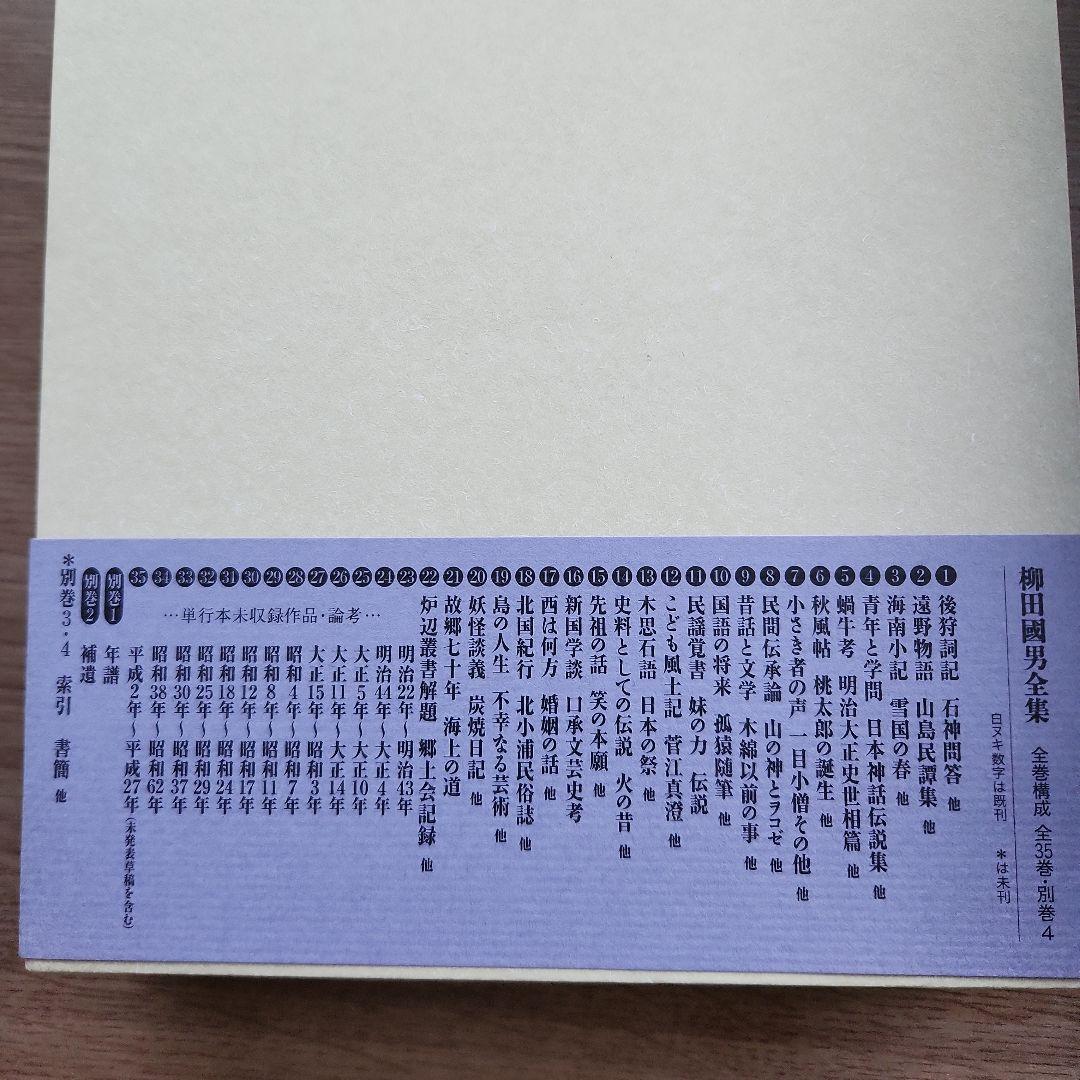 柳田國男全集 全巻構成 全35巻・別巻4
白ヌキ数字は既刊 *は未刊
1 後狩詞記 石神問答 他
2 遠野物語 山島民譚集 他
3 海南小記 雪国の春 他
4 青年と学問 日本神話伝説集 他
5 蝸牛考 明治大正史世相篇 他
6 秋風帖 桃太郎の誕生 他
7 小さき者の声 一目小僧その他 他
8 民間伝承論 山の神とヲコゼ 他
9 昔話と文学 木綿以前の事 他
10 国語の将来 孤猿随筆 他
11 民謡覚書 妹の力 伝説
12 こども風土記 菅江真澄 他
13 木思石語 日本の祭 他
14 史料としての伝説 火の昔 他
15 先祖の話 笑の本願 他
16 新国学談 口承文芸史考
17 西は何方 婚姻の話 他
18 北国紀行 北小浦民俗誌 他
19 島の人生 不幸なる芸術 他
20 妖怪談義 炭焼日記 他
21 故郷七十年 海上の道
22 炉辺叢書解題 郷土会記録 他
23 明治22年〜明治43年
24 明治44年〜大正4年
25 大正5年〜大正10年
26 大正11年〜大正14年
27 大正15年〜昭和3年
28 昭和4年〜昭和7年
29 昭和8年〜昭和11年
30 昭和12年〜昭和17年
31 昭和18年〜昭和24年
32 昭和25年〜昭和29年
33 昭和30年〜昭和37年
34 昭和38年〜昭和62年
35 平成2年〜平成27年(未発表草稿を含む)
…単行本未収録作品・論考…
別巻1 年譜
別巻2 補遺
*別巻3・4 索引 書簡 他